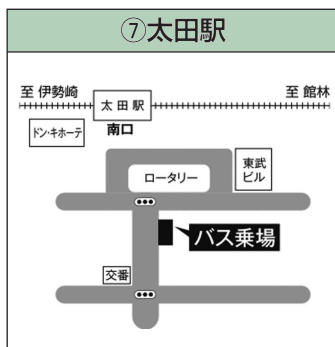 ⑦太田駅
至 伊勢崎
至 館林
太田駅
ドン・キホーテ
南口
東武
ビル
ロータリー
バス乗場
交番